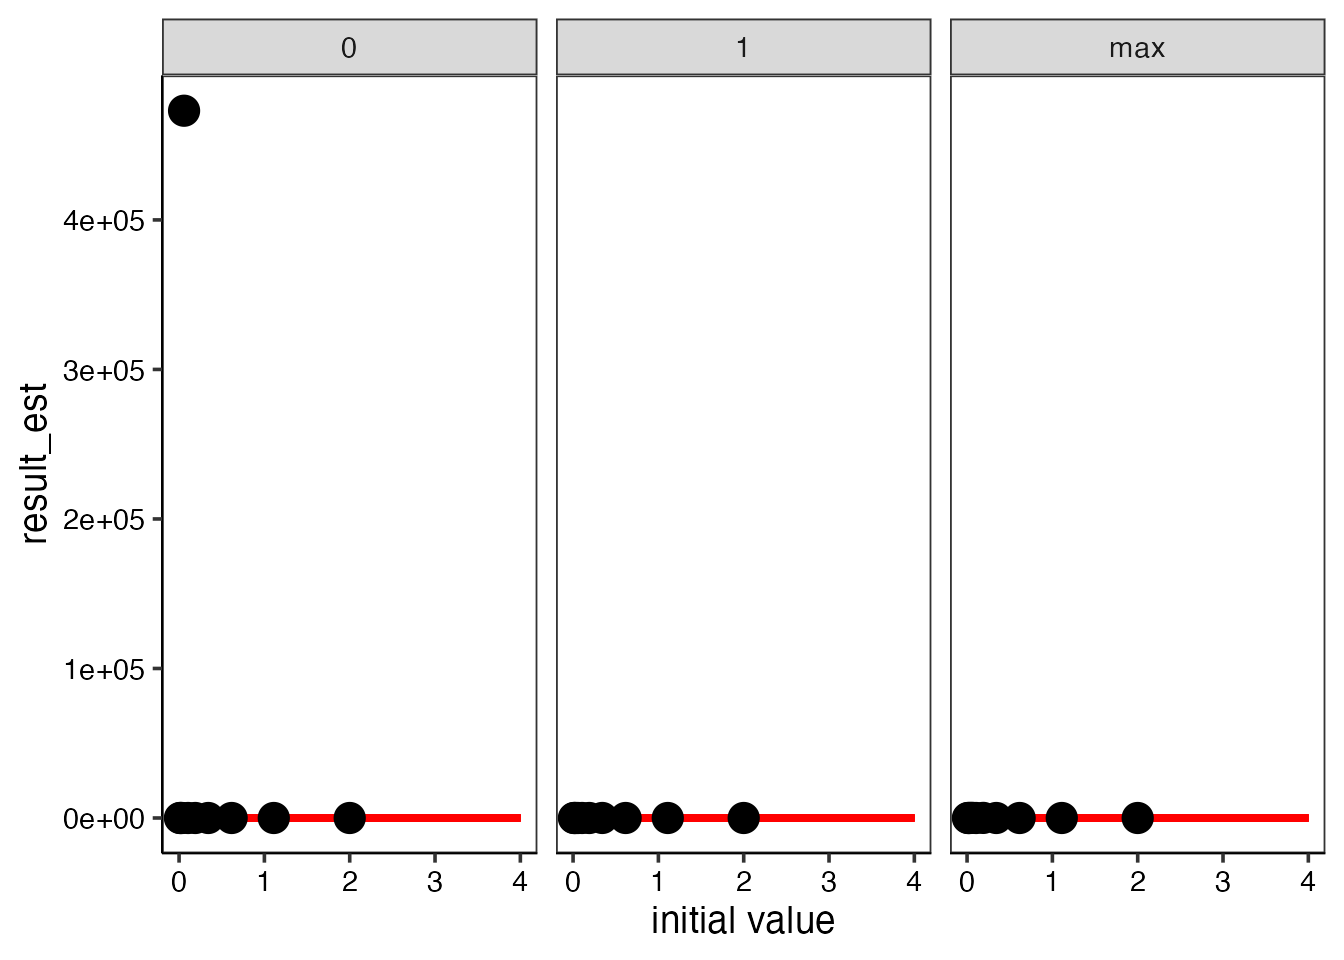 0 1 max
4e+05
3e+05
2e+05
1e+05
0e+00
result_est
0 1 2 3 4 0 1 2 3 4 0 1 2 3 4
initial value